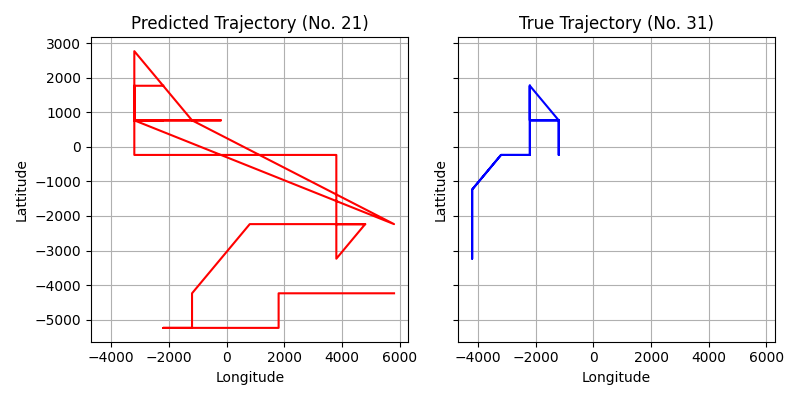 Predicted Trajectory (No. 21)
True Trajectory (No. 31)
Lattitude
3000
2000
1000
0
−1000
−2000
−3000
−4000
−5000
−4000 −2000 0 2000 4000 6000
Longitude
Lattitude
−4000 −2000 0 2000 4000 6000
Longitude